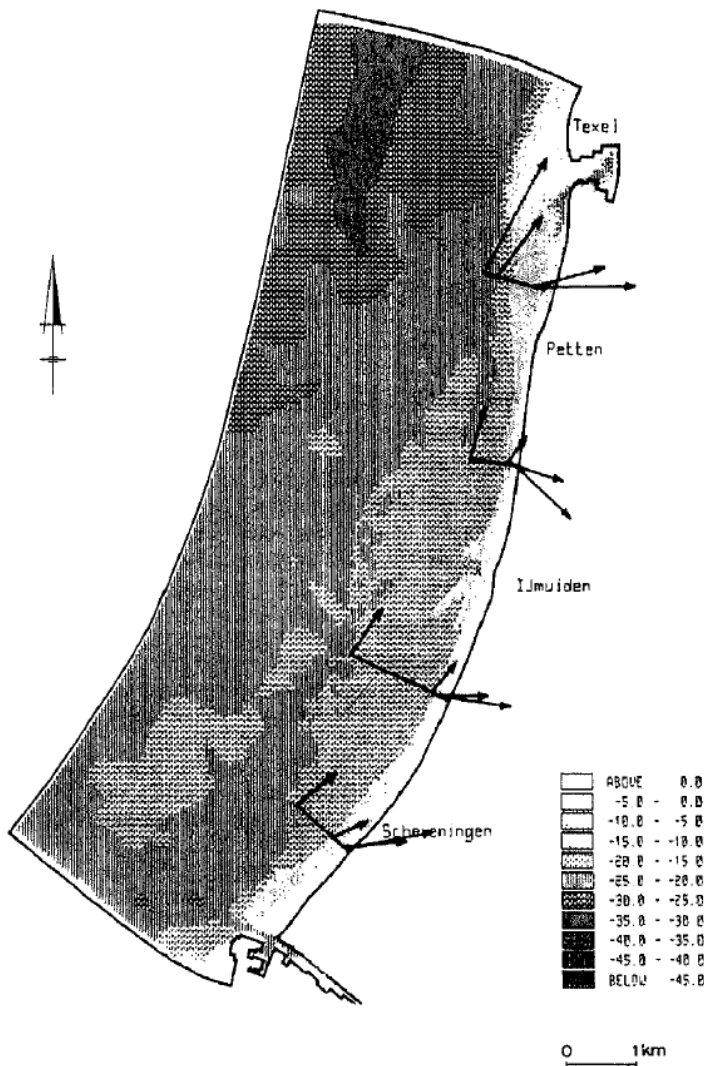 Texel
Petten
IJmuiden
Scheveningen
ABOVE 0.0
-5.0 - 0.0
-10.0 - -5.0
-15.0 - -10.0
-20.0 - -15.0
-25.0 - -20.0
-30.0 - -25.0
-35.0 - -30.0
-40.0 - -35.0
-45.0 - -40.0
BELOW -45.0
0 1km